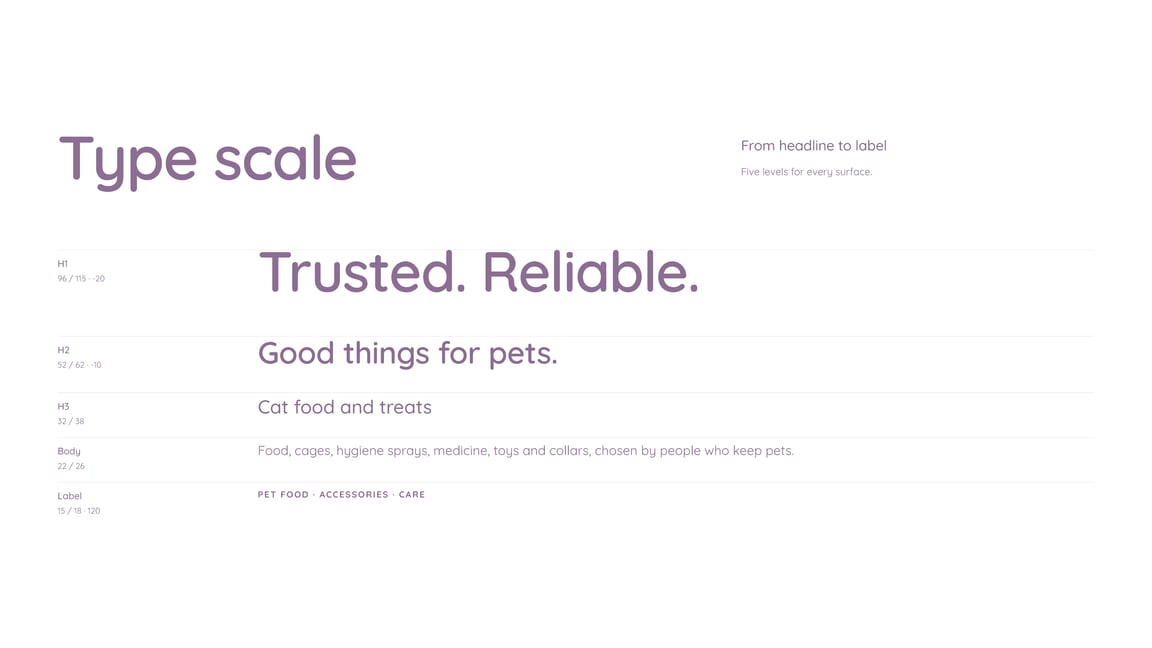 Type scale
From headline to label
Five levels for every surface.
H1
96 / 115 · -20
Trusted. Reliable.
H2
52 / 62 · -10
Good things for pets.
H3
32 / 38
Cat food and treats
Body
22 / 26
Food, cages, hygiene sprays, medicine, toys and collars, chosen by people who keep pets.
Label
15 / 18 · 120
PET FOOD · ACCESSORIES · CARE